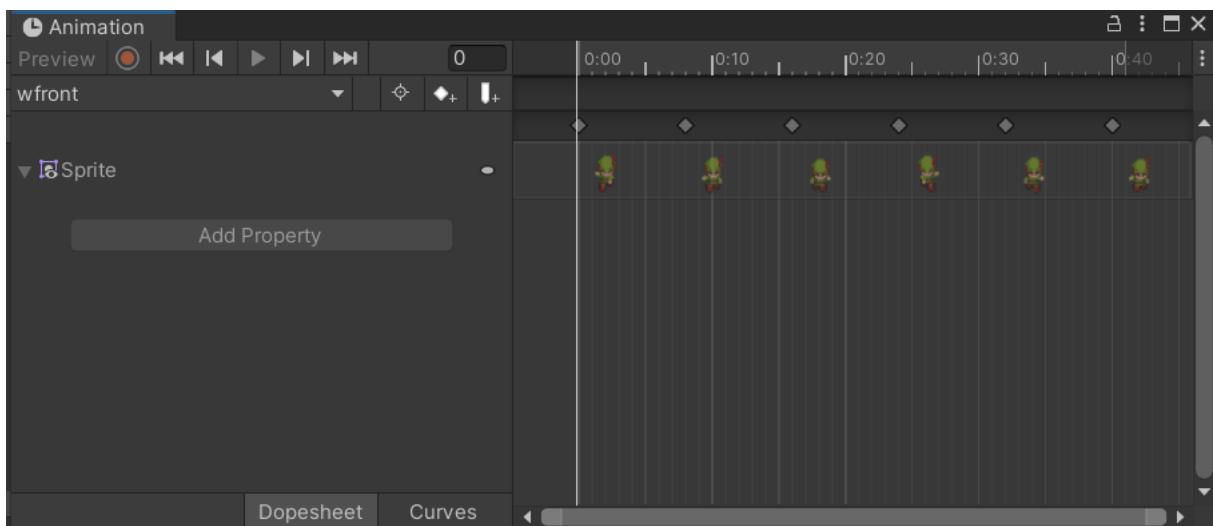 Animation
Preview 0 0:00 0:10 0:20 0:30 0:40
wfront
Sprite
Add Property
Dopesheet Curves